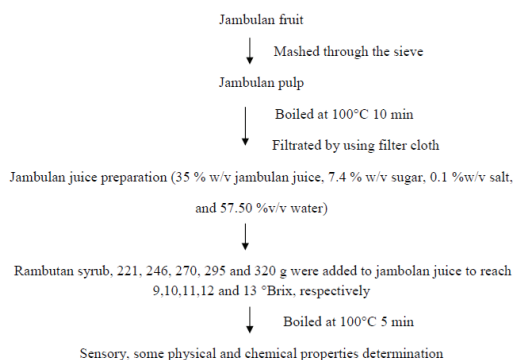 Jambulan fruit
Mashed through the sieve
Jambulan pulp
Boiled at 100°C 10 min
Filtrated by using filter cloth
Jambulan juice preparation (35 % w/v jambulan juice, 7.4 % w/v sugar, 0.1 %w/v salt,
and 57.50 %v/v water)
Rambutan syrub, 221, 246, 270, 295 and 320 g were added to jambolan juice to reach
9,10,11,12 and 13 °Brix, respectively
Boiled at 100°C 5 min
Sensory, some physical and chemical properties determination